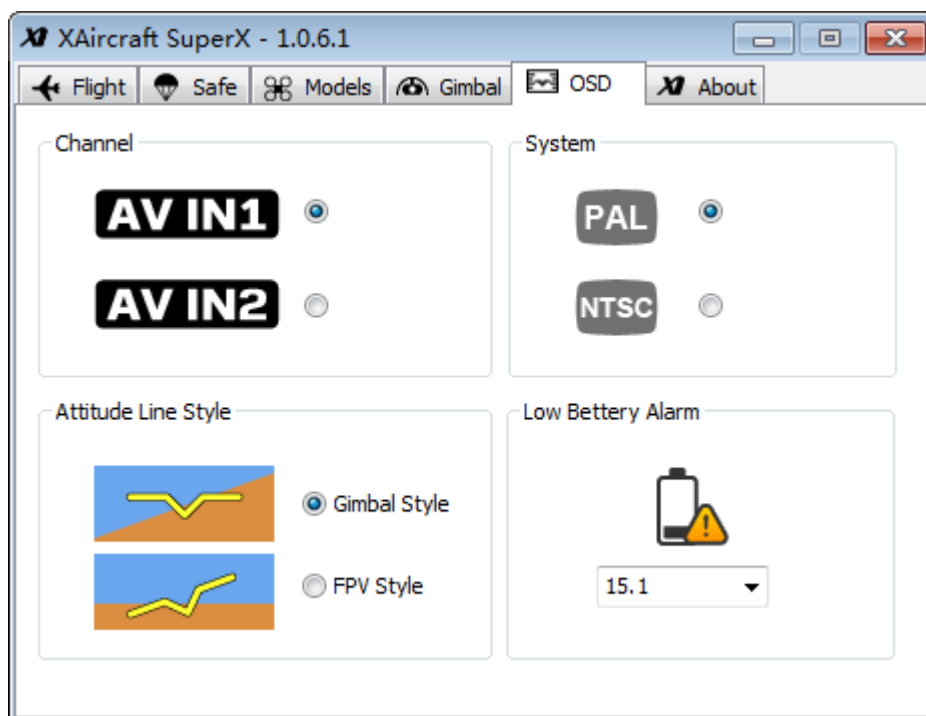 XAircraft SuperX - 1.0.6.1
Flight Safe Models Gimbal OSD About
Channel
AV IN1
AV IN2
System
PAL
NTSC
Attitude Line Style
Gimbal Style
FPV Style
Low Bettery Alarm
15.1